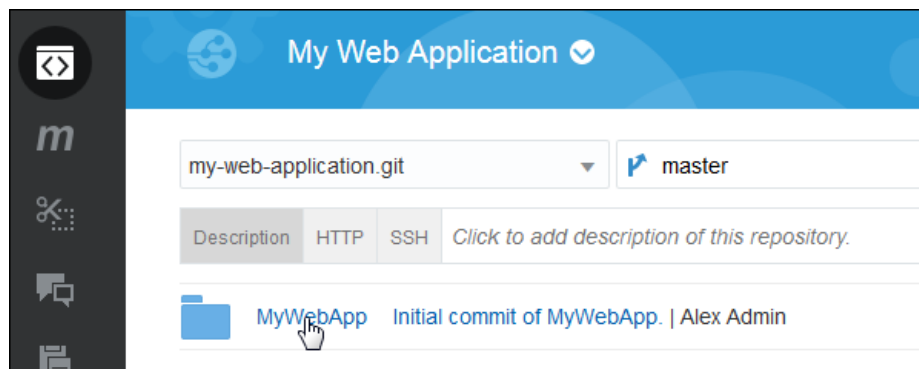 My Web Application
m
my-web-application.git master
Description HTTP SSH Click to add description of this repository.
MyWebApp Initial commit of MyWebApp. | Alex Admin